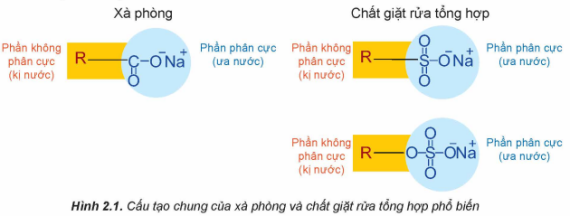 Xà phòng
Phần không
phân cực
(kị nước)
R
C
O
O⁻Na⁺
Phần phân cực
(ưa nước)
Chất giặt rửa tổng hợp
Phần không
phân cực
(kị nước)
O
R
S
O⁻Na⁺
O
Phần phân cực
(ưa nước)
Phần không
phân cực
(kị nước)
O
R
O
S
O⁻Na⁺
O
Phần phân cực
(ưa nước)
Hình 2.1. Cấu tạo chung của xà phòng và chất giặt rửa tổng hợp phổ biến